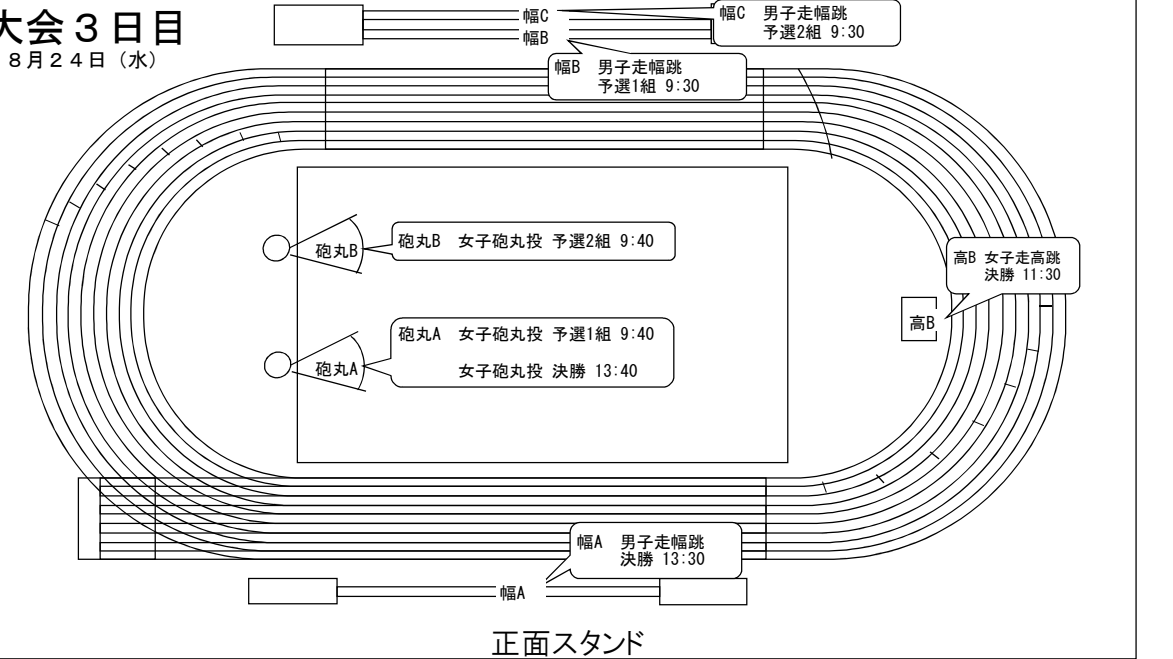 大会３日目
８月２４日（水）
幅C
幅B
幅C 男子走幅跳
予選2組 9:30
幅B 男子走幅跳
予選1組 9:30
砲丸B
砲丸B 女子砲丸投 予選2組 9:40
高B 女子走高跳
決勝 11:30
高B
砲丸A
砲丸A 女子砲丸投 予選1組 9:40
女子砲丸投 決勝 13:40
幅A 男子走幅跳
決勝 13:30
幅A
正面スタンド